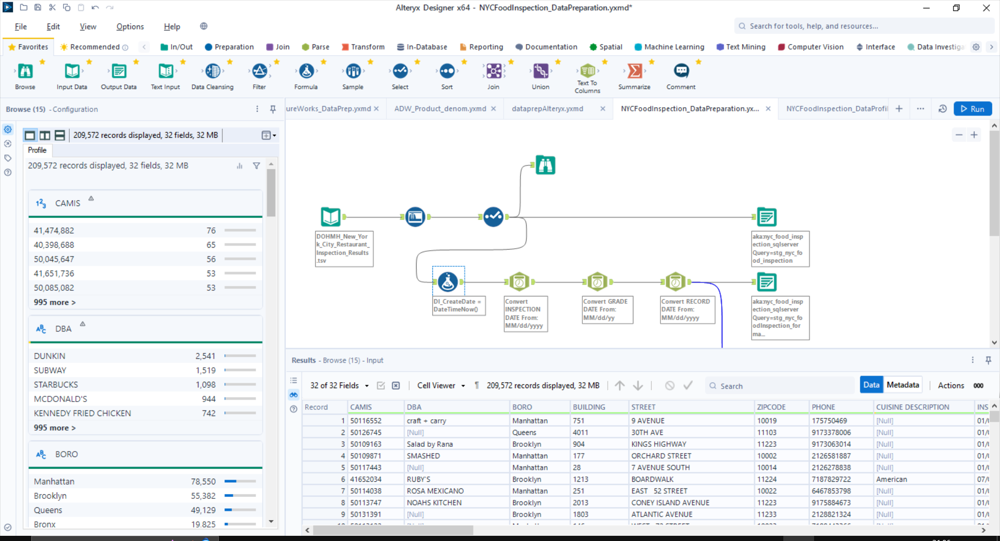 Alteryx Designer x64 - NYCFoodInspection_DataPreparation.yxmd*
File Edit View Options Help
Search for tools, help, and resources...
Favorites Recommended In/Out Preparation Join Parse Transform In-Database Reporting Documentation Spatial Machine Learning Text Mining Computer Vision Interface Data Investiga
Browse Input Data Output Data Text Input Data Cleansing Filter Formula Sample Select Sort Join Union Text To Columns Summarize Comment
Browse (15) - Configuration
ureWorks_DataPrep.yxmd ADW_Product_denom.yxmd dataprepAlteryx.yxmd NYCFoodInspection_DataPreparation.yx... NYCFoodInspection_DataProfil Run
209,572 records displayed, 32 fields, 32 MB
Profile
209,572 records displayed, 32 fields, 32 MB
123 CAMIS
41,474,882 76
40,398,688 65
50,045,647 56
41,651,736 53
50,085,082 53
995 more >
ABC DBA
DUNKIN 2,541
SUBWAY 1,519
STARBUCKS 1,098
MCDONALD'S 944
KENNEDY FRIED CHICKEN 742
995 more >
ABC BORO
Manhattan 78,550
Brooklyn 55,382
Queens 49,129
Bronx 19,825
DOHMH_New_Yor
k_City_Restaurant_
Inspection_Results
.tsv
aka:nyc_food_insp
ection_sqlserver
Query=stg_nyc_fo
od_inspection
DI_CreateDate =
DateTimeNow()
Convert
INSPECTION
DATE From:
MM/dd/yyyy
Convert GRADE
DATE From:
MM/dd/yy
Convert RECORD
DATE From:
MM/dd/yyyy
aka:nyc_food_insp
ection_sqlserver
Query=stg_nyc_fo
odInspection_for
ma...
Results - Browse (15) - Input
32 of 32 Fields Cell Viewer 209,572 records displayed, 32 MB Search Data Metadata Actions 000
Record CAMIS DBA BORO BUILDING STREET ZIPCODE PHONE CUISINE DESCRIPTION INS
1 50116552 craft + carry Manhattan 751 9 AVENUE 10019 175750469 [Null] 01/
2 50126745 [Null] Queens 4011 30TH AVE 11103 9173378006 [Null] 01/
3 50109163 Salad by Rana Brooklyn 904 KINGS HIGHWAY 11223 9173063014 [Null] 01/
4 50109871 SMASHED Manhattan 177 ORCHARD STREET 10002 2126581887 [Null] 01/
5 50117443 [Null] Manhattan 28 7 AVENUE SOUTH 10014 2126278838 [Null] 01/
6 41652034 RUBY'S Brooklyn 1213 BOARDWALK 11224 7187829722 American 07/
7 50114038 ROSA MEXICANO Manhattan 251 EAST 52 STREET 10022 6467853798 [Null] 01/
8 50113747 NOAHS KITCHEN Brooklyn 2013 CONEY ISLAND AVENUE 11223 9175884673 [Null] 01/
9 50131391 [Null] Brooklyn 1803 ATLANTIC AVENUE 11233 2128821324 [Null] 01/